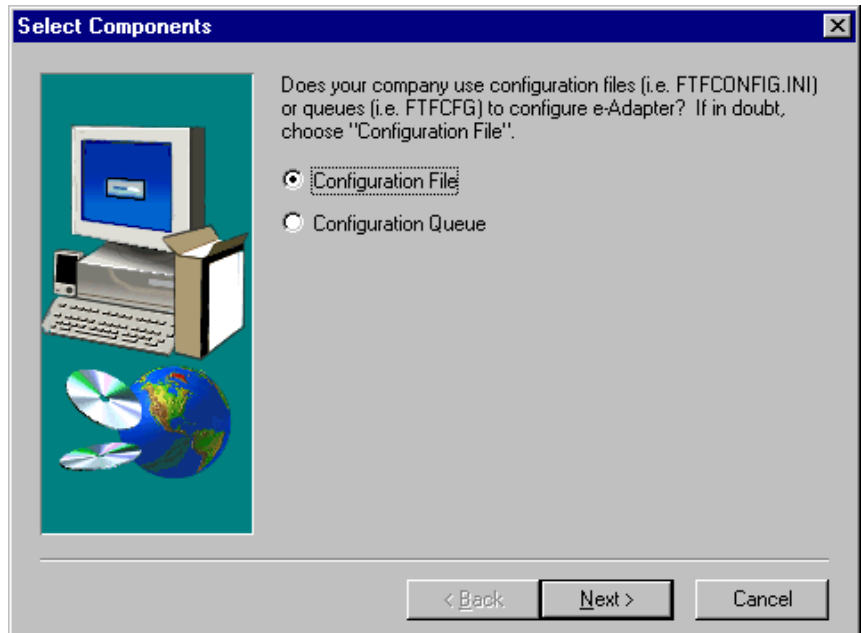 Select Components
Does your company use configuration files (i.e. FTFCONFIG.INI)
or queues (i.e. FTFCFG) to configure e-Adapter? If in doubt,
choose "Configuration File".
Configuration File
Configuration Queue
< Back Next > Cancel